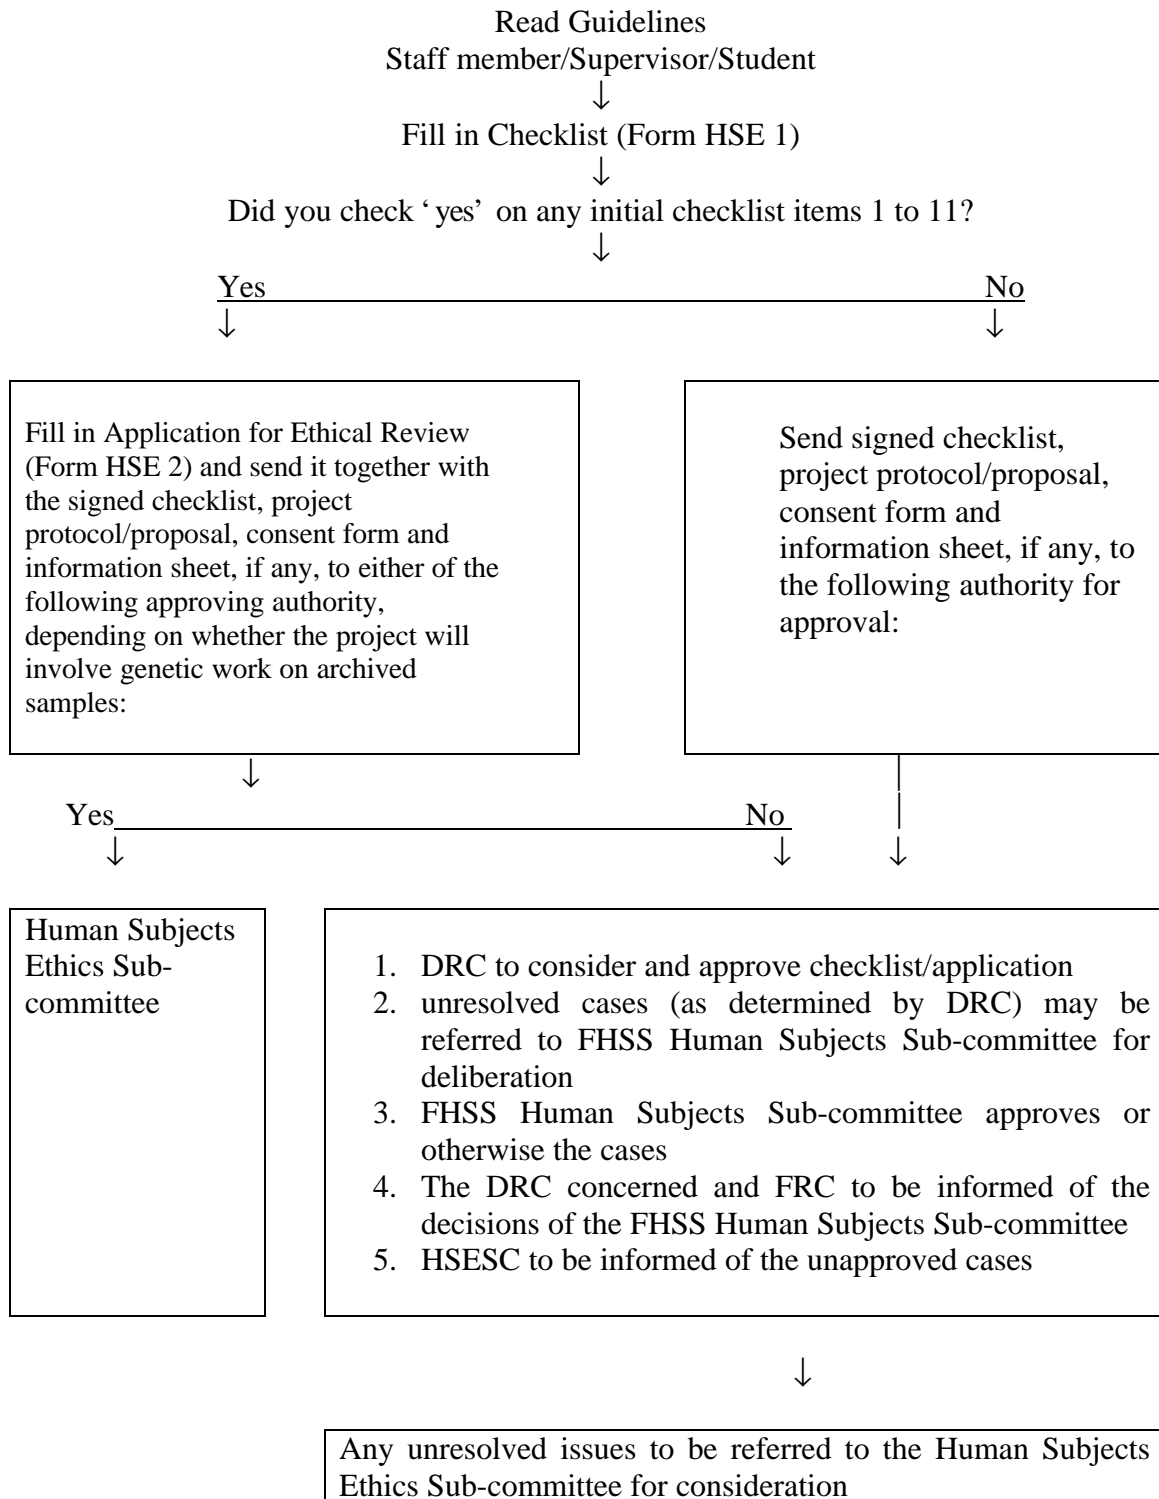 Read Guidelines
Staff member/Supervisor/Student
↓
Fill in Checklist (Form HSE 1)
↓
Did you check ‘yes’ on any initial checklist items 1 to 11?
↓
Yes No
↓ ↓
Fill in Application for Ethical Review
(Form HSE 2) and send it together with
the signed checklist, project
protocol/proposal, consent form and
information sheet, if any, to either of the
following approving authority,
depending on whether the project will
involve genetic work on archived
samples:
Send signed checklist,
project protocol/proposal,
consent form and
information sheet, if any, to
the following authority for
approval:
↓
Yes No
↓ ↓ ↓
Human Subjects
Ethics Sub-
committee
1. DRC to consider and approve checklist/application
2. unresolved cases (as determined by DRC) may be
referred to FHSS Human Subjects Sub-committee for
deliberation
3. FHSS Human Subjects Sub-committee approves or
otherwise the cases
4. The DRC concerned and FRC to be informed of the
decisions of the FHSS Human Subjects Sub-committee
5. HSESC to be informed of the unapproved cases
↓
Any unresolved issues to be referred to the Human Subjects
Ethics Sub-committee for consideration